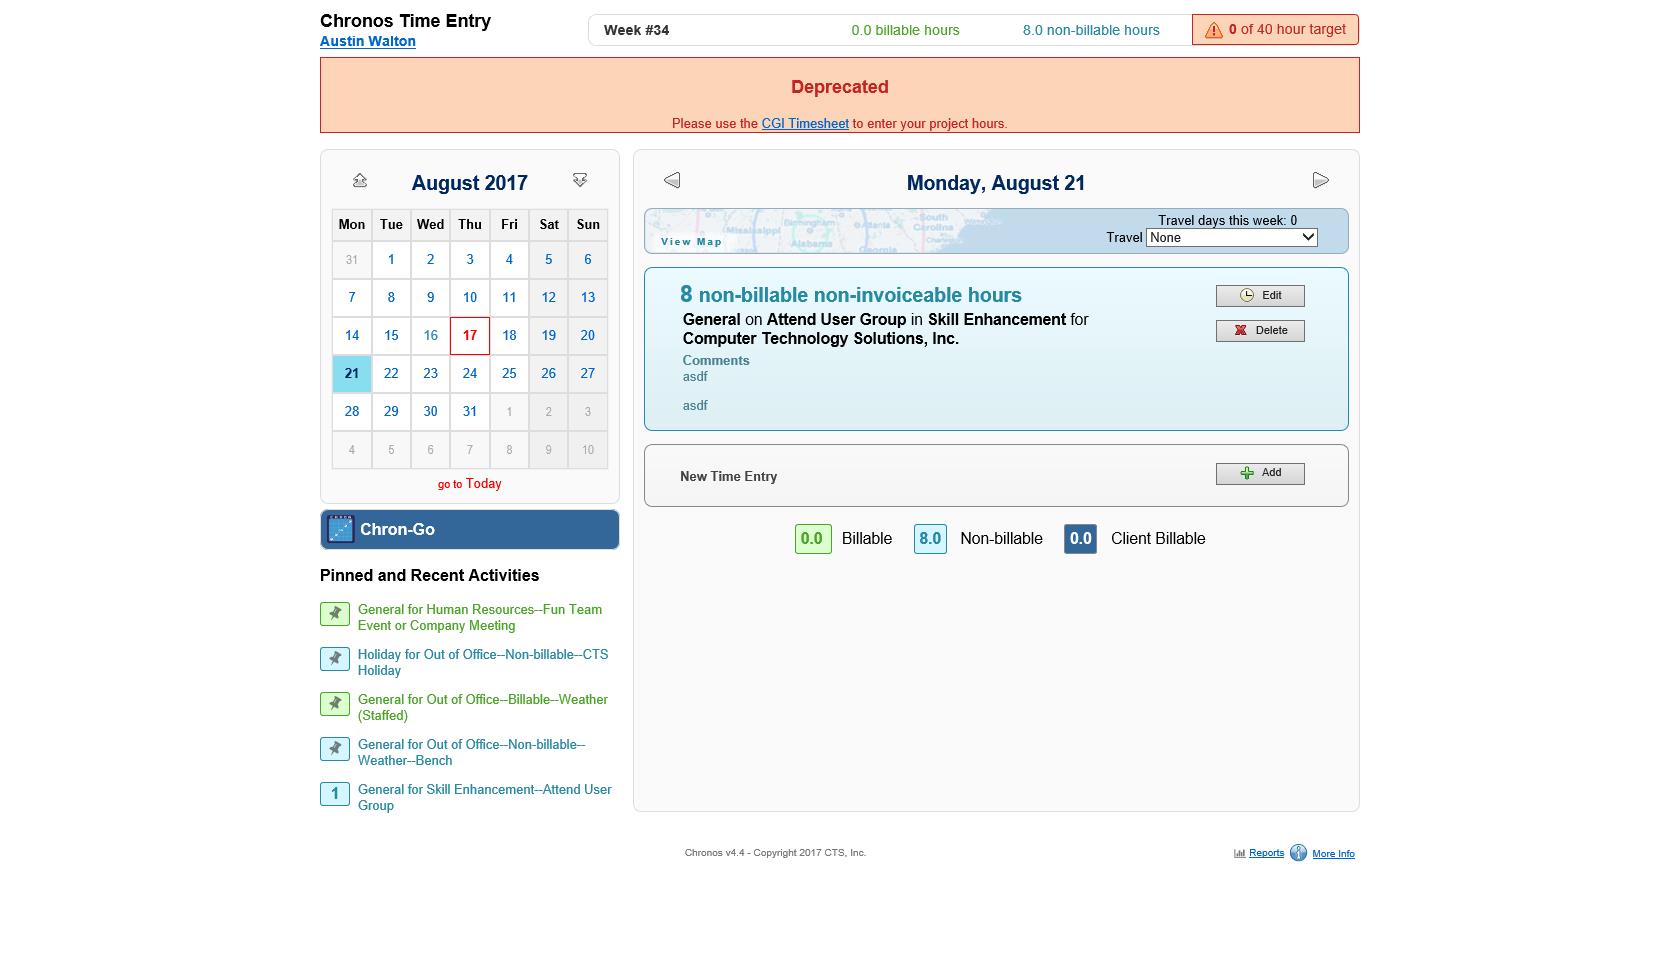 Chronos Time Entry
Austin Walton
Week #34 0.0 billable hours 8.0 non-billable hours 0 of 40 hour target
Deprecated
Please use the CGI Timesheet to enter your project hours.
August 2017
Mon Tue Wed Thu Fri Sat Sun
31 1 2 3 4 5 6
7 8 9 10 11 12 13
14 15 16 17 18 19 20
21 22 23 24 25 26 27
28 29 30 31 1 2 3
4 5 6 7 8 9 10
go to Today
Chron-Go
Pinned and Recent Activities
General for Human Resources--Fun Team
Event or Company Meeting
Holiday for Out of Office--Non-billable--CTS
Holiday
General for Out of Office--Billable--Weather
(Staffed)
General for Out of Office--Non-billable--
Weather--Bench
1 General for Skill Enhancement--Attend User
Group
Monday, August 21
Mississippi Birmingham Alabama Atlanta Georgia South
Carolina
View Map
Travel days this week: 0
Travel None
8 non-billable non-invoiceable hours
General on Attend User Group in Skill Enhancement for
Computer Technology Solutions, Inc.
Comments
asdf
asdf
Edit
Delete
New Time Entry Add
0.0 Billable 8.0 Non-billable 0.0 Client Billable
Chronos v4.4 - Copyright 2017 CTS, Inc.
Reports More Info